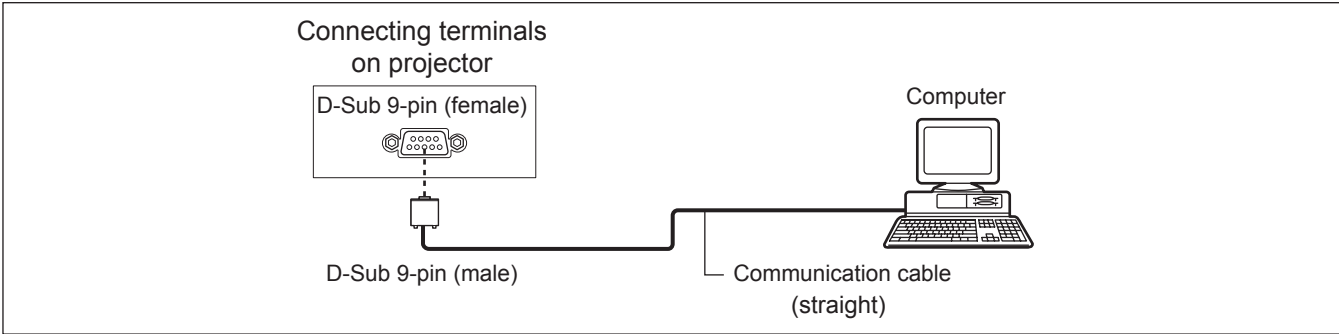 Connecting terminals
on projector
D-Sub 9-pin (female)
Computer
D-Sub 9-pin (male)
Communication cable
(straight)